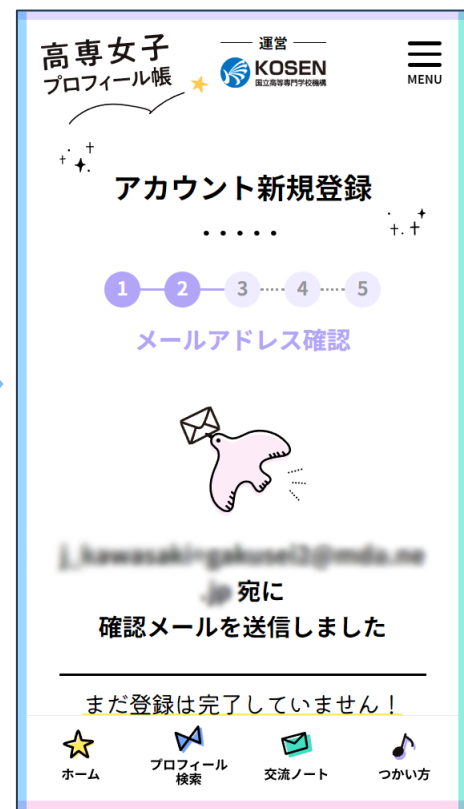 高専女子
プロフィール帳
運営
KOSEN
国立高等専門学校機構
MENU
アカウント新規登録
1 2 3 4 5
メールアドレス確認
宛に
確認メールを送信しました
まだ登録は完了していません！
ホーム
プロフィール
検索
交流ノート
つかい方